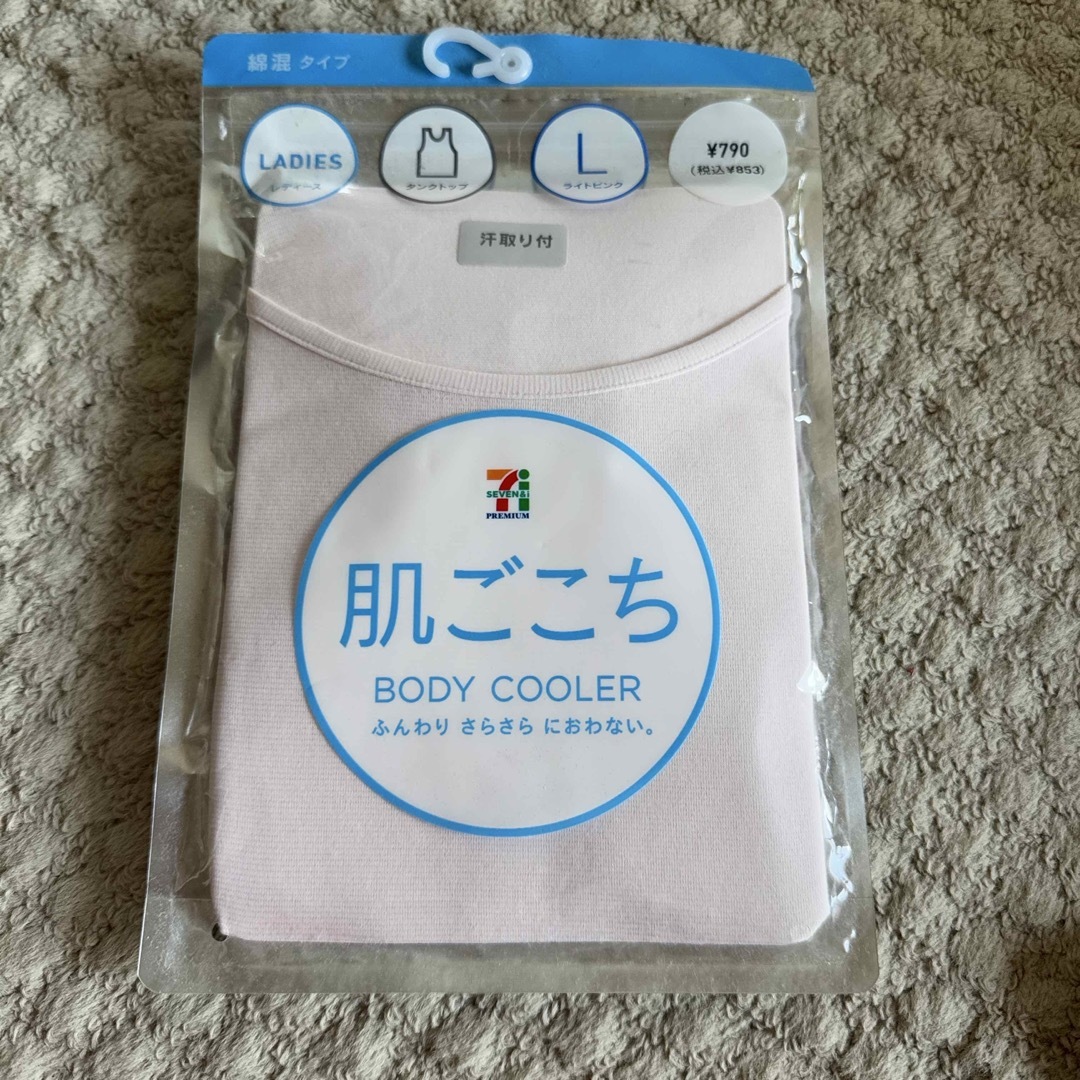 綿混 タイプ
LADIES
レディース
タンクトップ
L
ライトピンク
¥790
(税込¥853)
汗取り付
7i
SEVEN&i
PREMIUM
肌ごこち
BODY COOLER
ふんわり さらさら におわない。